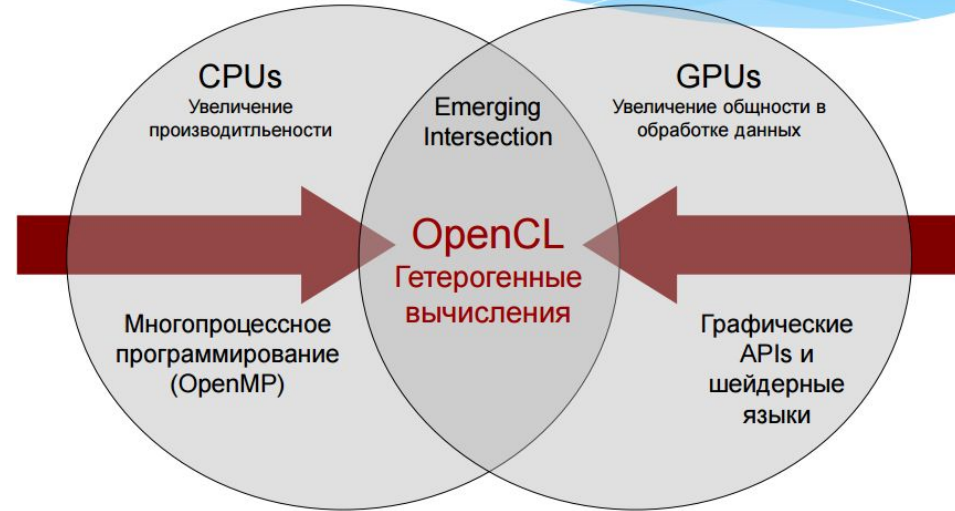 CPUs
Увеличение
производитльености
Многопроцессное
программирование
(OpenMP)
Emerging
Intersection
OpenCL
Гетерогенные
вычисления
GPUs
Увеличение общности в
обработке данных
Графические
APIs и
шейдерные
языки